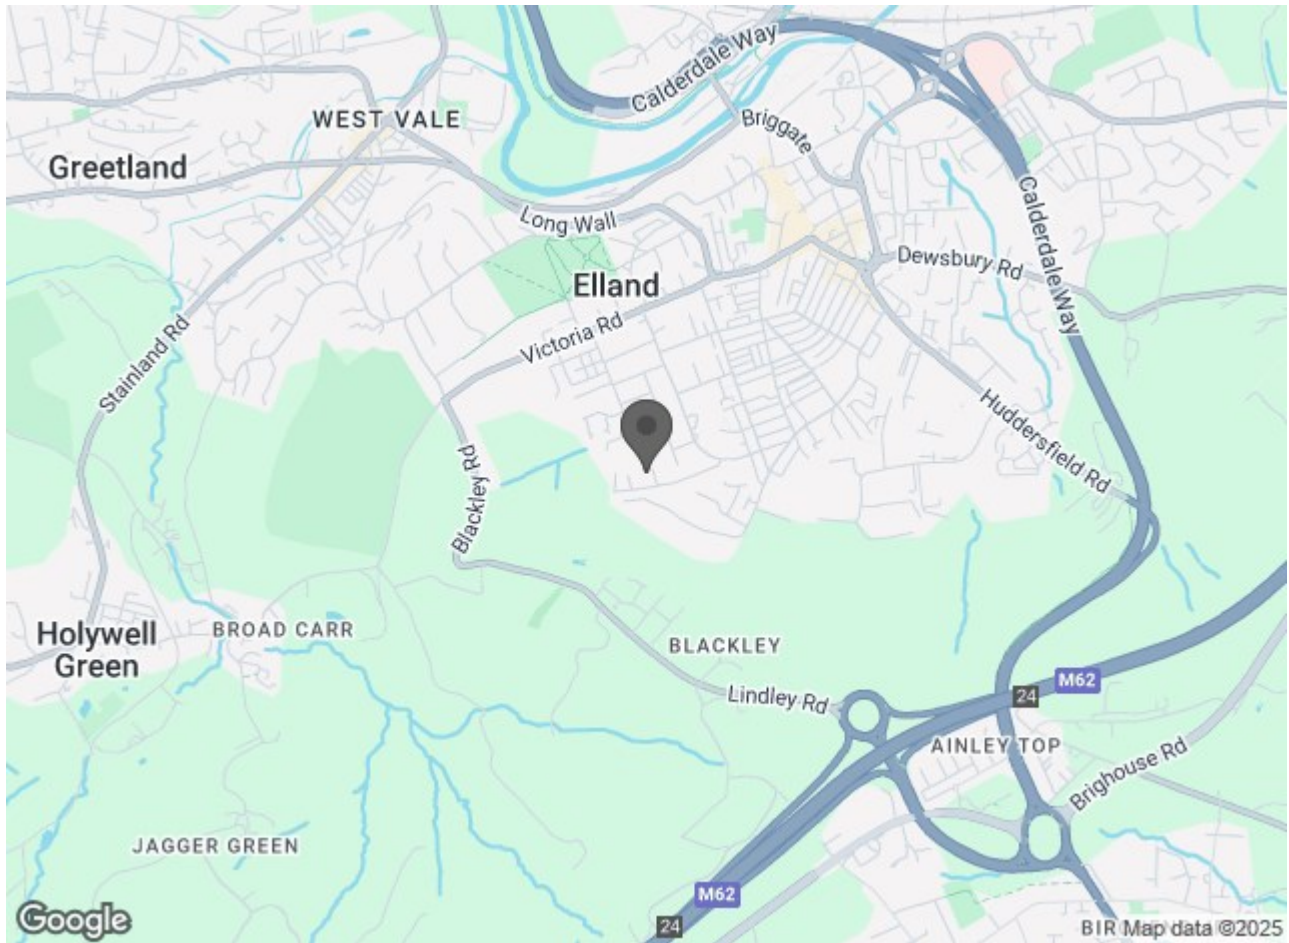 Calderdale Way
WEST VALE
Briggate
Greetland
Calderdale Way
Long Wall
Dewsbury Rd
Elland
Victoria Rd
Stainland Rd
Huddersfield Rd
Blackley Rd
Holywell
Green
BROAD CARR
BLACKLEY
M62
24
Lindley Rd
AINLEY TOP
Brighouse Rd
JAGGER GREEN
M62
24
Google
BIR
Map data ©2025